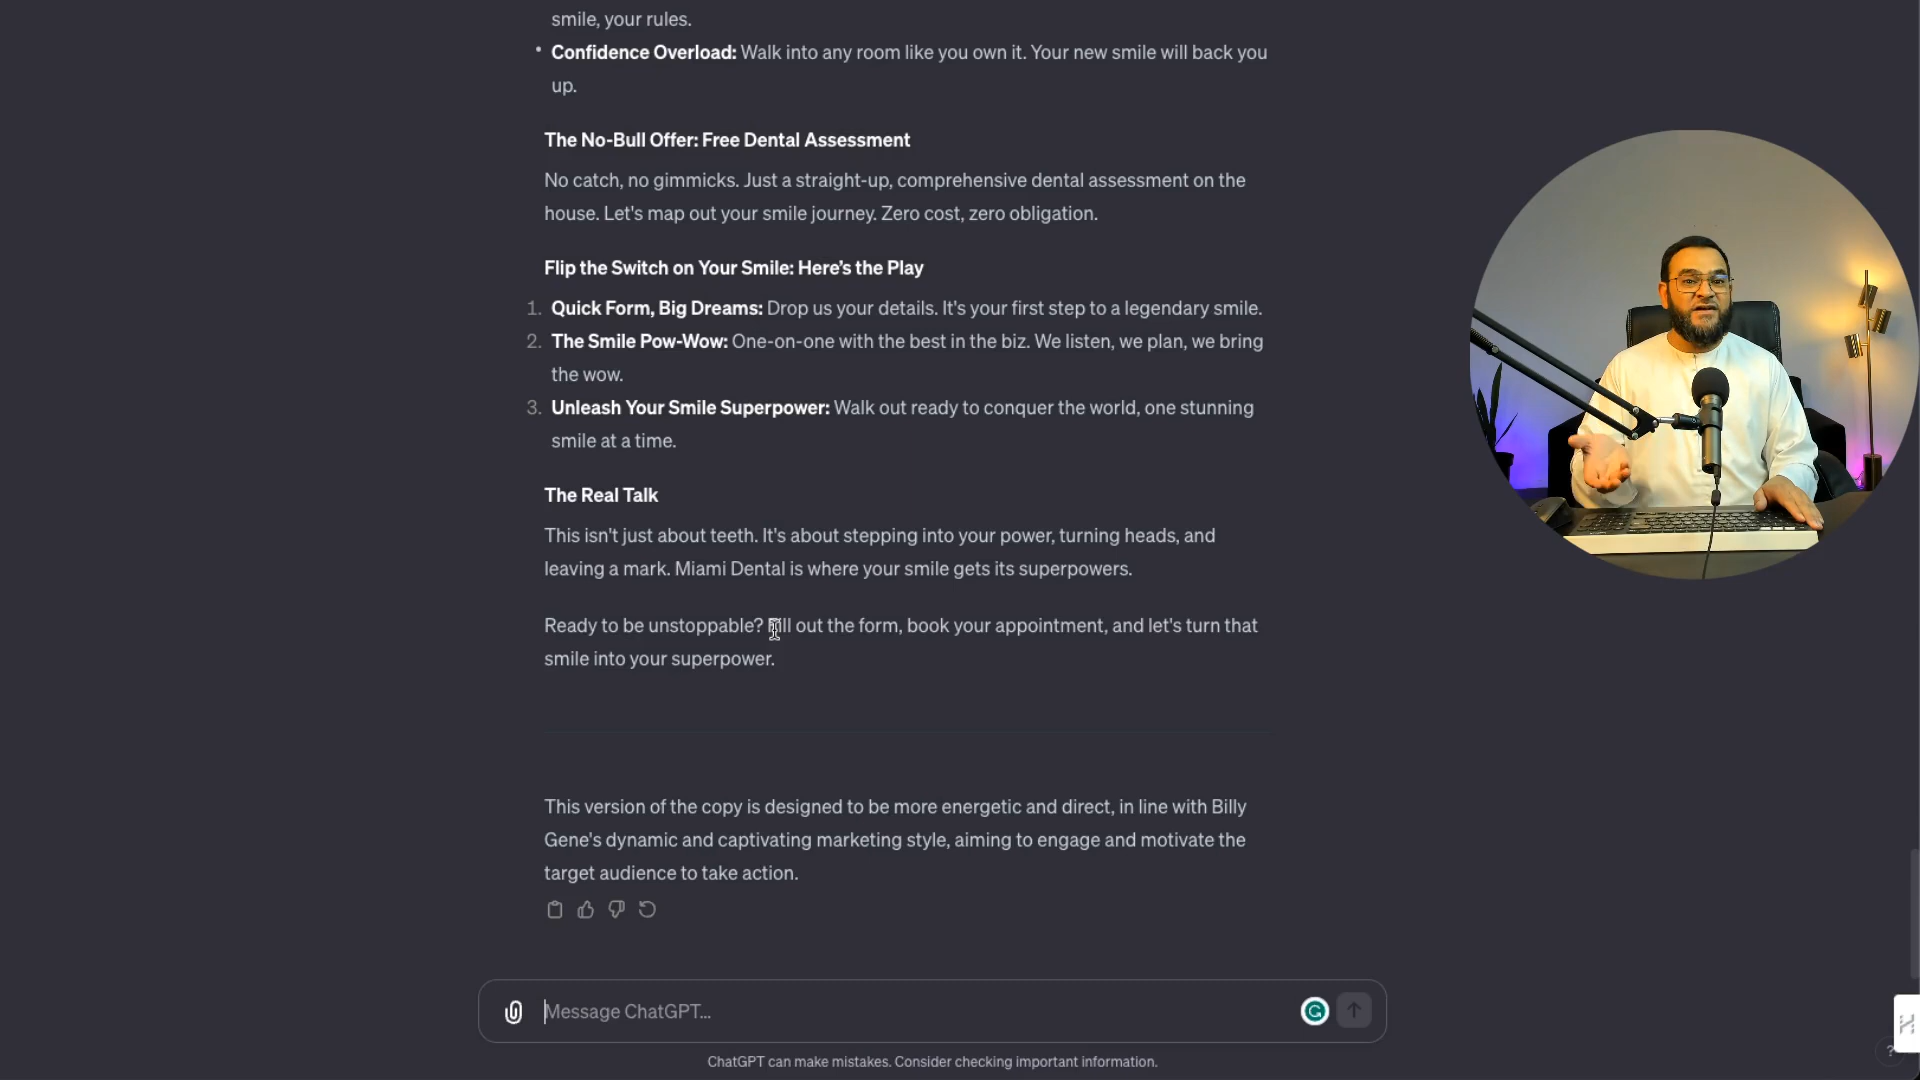 smile, your rules.
• Confidence Overload: Walk into any room like you own it. Your new smile will back you
up.
The No-Bull Offer: Free Dental Assessment
No catch, no gimmicks. Just a straight-up, comprehensive dental assessment on the
house. Let's map out your smile journey. Zero cost, zero obligation.
Flip the Switch on Your Smile: Here's the Play
1. Quick Form, Big Dreams: Drop us your details. It's your first step to a legendary smile.
2. The Smile Pow-Wow: One-on-one with the best in the biz. We listen, we plan, we bring
the wow.
3. Unleash Your Smile Superpower: Walk out ready to conquer the world, one stunning
smile at a time.
The Real Talk
This isn't just about teeth. It's about stepping into your power, turning heads, and
leaving a mark. Miami Dental is where your smile gets its superpowers.
Ready to be unstoppable? Fill out the form, book your appointment, and let's turn that
smile into your superpower.
This version of the copy is designed to be more energetic and direct, in line with Billy
Gene's dynamic and captivating marketing style, aiming to engage and motivate the
target audience to take action.
Message ChatGPT...
ChatGPT can make mistakes. Consider checking important information.
?